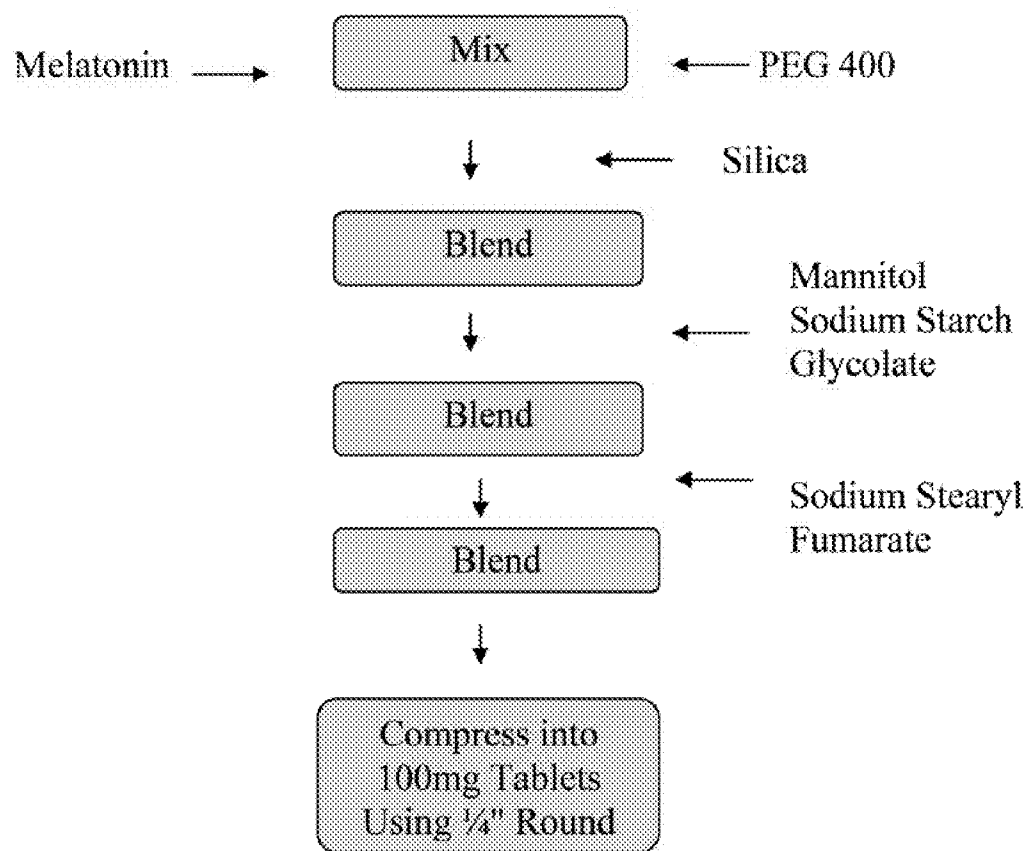 Mix
Melatonin
PEG 400
Silica
Blend
Mannitol
Sodium Starch
Glycolate
Blend
Sodium Stearyl
Fumarate
Blend
Compress into
100mg Tablets
Using ¼" Round